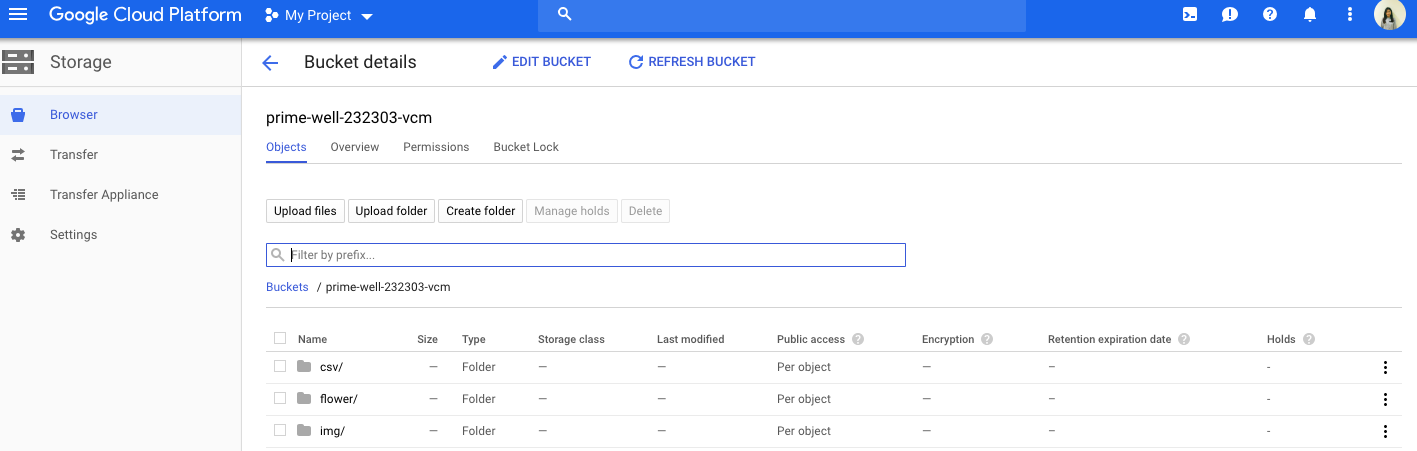 Google Cloud Platform My Project
Storage Bucket details EDIT BUCKET REFRESH BUCKET
Browser
Transfer
Transfer Appliance
Settings
prime-well-232303-vcm
Objects Overview Permissions Bucket Lock
Upload files Upload folder Create folder Manage holds Delete
Filter by prefix...
Buckets / prime-well-232303-vcm
Name Size Type Storage class Last modified Public access ? Encryption ? Retention expiration date ? Holds ?
csv/ — Folder — — Per object — – -
flower/ — Folder — — Per object — – -
img/ — Folder — — Per object — – -